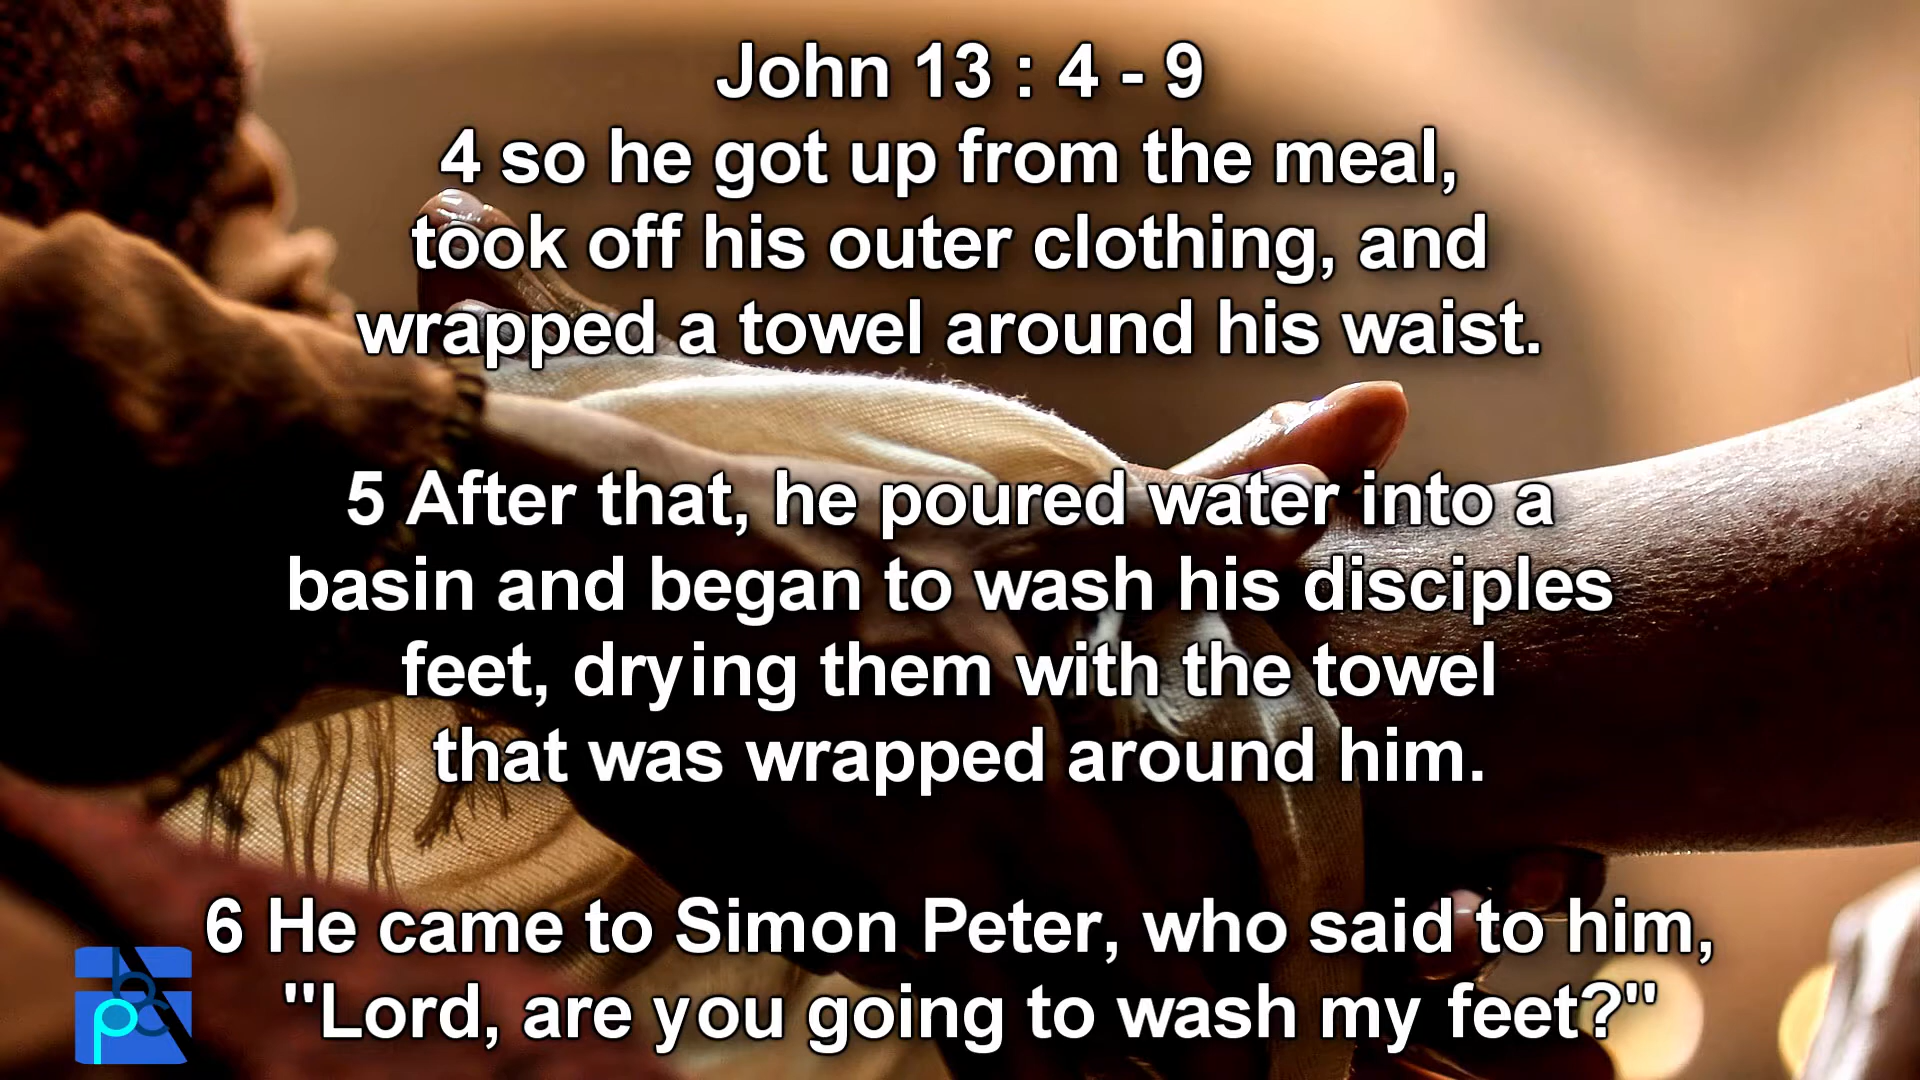 John 13 : 4 - 9
4 so he got up from the meal,
took off his outer clothing, and
wrapped a towel around his waist.
5 After that, he poured water into a
basin and began to wash his disciples
feet, drying them with the towel
that was wrapped around him.
6 He came to Simon Peter, who said to him,
"Lord, are you going to wash my feet?"
pbc